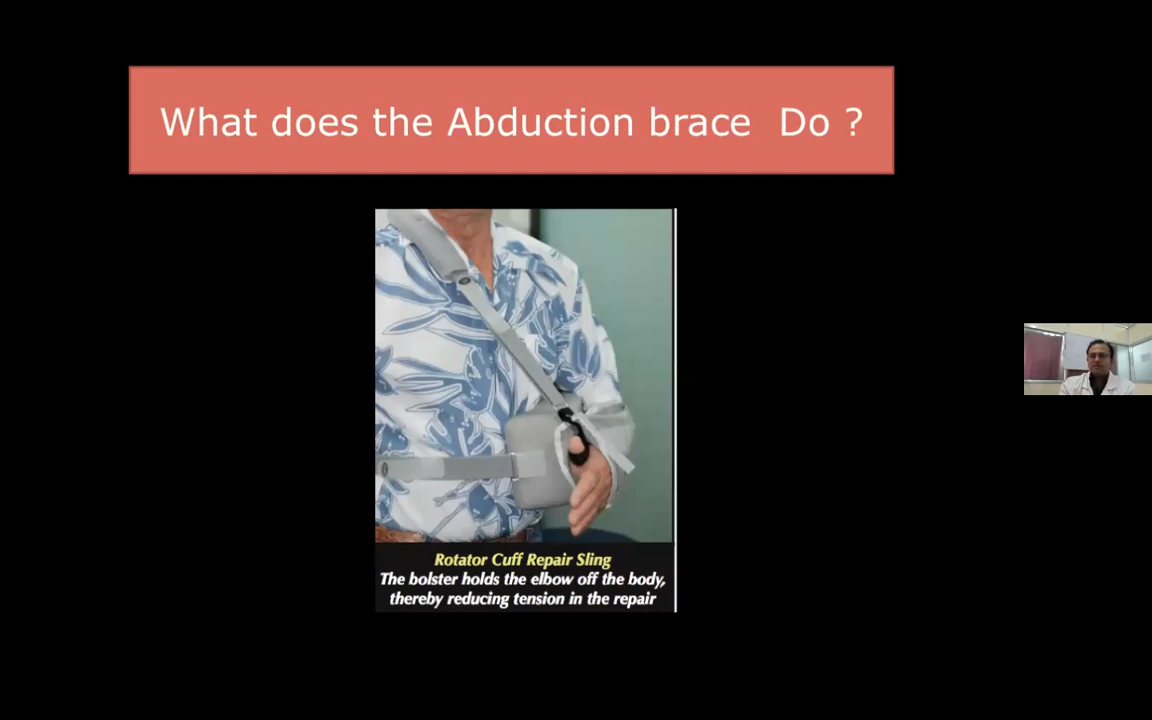 What does the Abduction brace  Do ?
Rotator Cuff Repair Sling
The bolster holds the elbow off the body,
thereby reducing tension in the repair